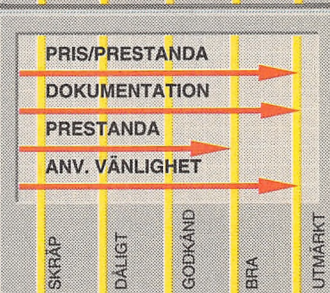 PRIS/PRESTANDA
DOKUMENTATION
PRESTANDA
ANV. VÄNLIGHET
SKRÄP
DÅLIGT
GODKÄND
BRA
UTMÄRKT